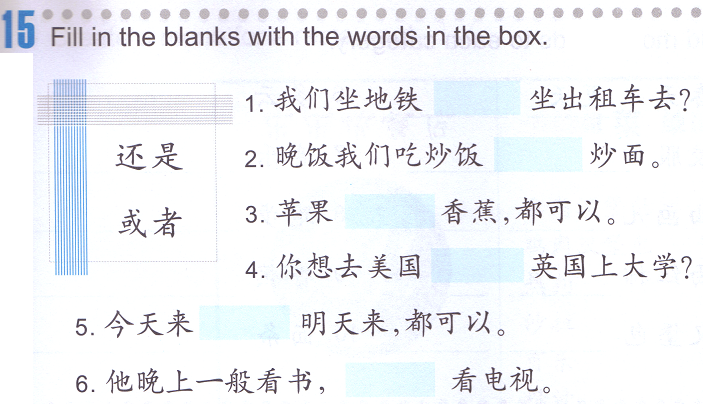 15 Fill in the blanks with the words in the box.
还是
或者
1. 我们坐地铁 坐出租车去?
2. 晚饭我们吃炒饭 炒面。
3. 苹果 香蕉,都可以。
4. 你想去美国 英国上大学?
5. 今天来 明天来,都可以。
6. 他晚上一般看书, 看电视。